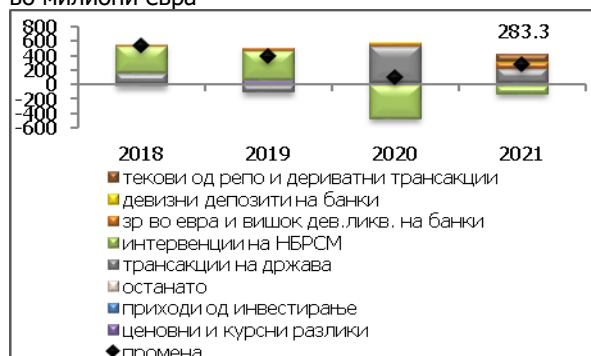 во милиони евра
800
600
400
200
0
-200
-400
-600
283.3
2018 2019 2020 2021
текови од репо и дериватни трансакции
девизни депозити на банки
зр во евра и вишок дев.ликв. на банки
интервенции на НБРСМ
трансакции на држава
останато
приходи од инвестирање
ценовни и курсни разлики
промена